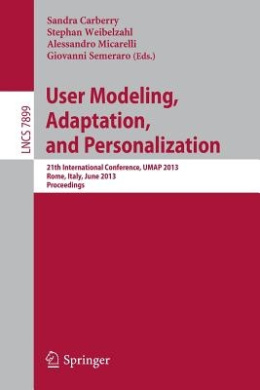 Sandra Carberry
Stephan Weibelzahl
Alessandro Micarelli
Giovanni Semeraro (Eds.)
LNCS 7899
User Modeling,
Adaptation,
and Personalization
21th International Conference, UMAP 2013
Rome, Italy, June 2013
Proceedings
Springer